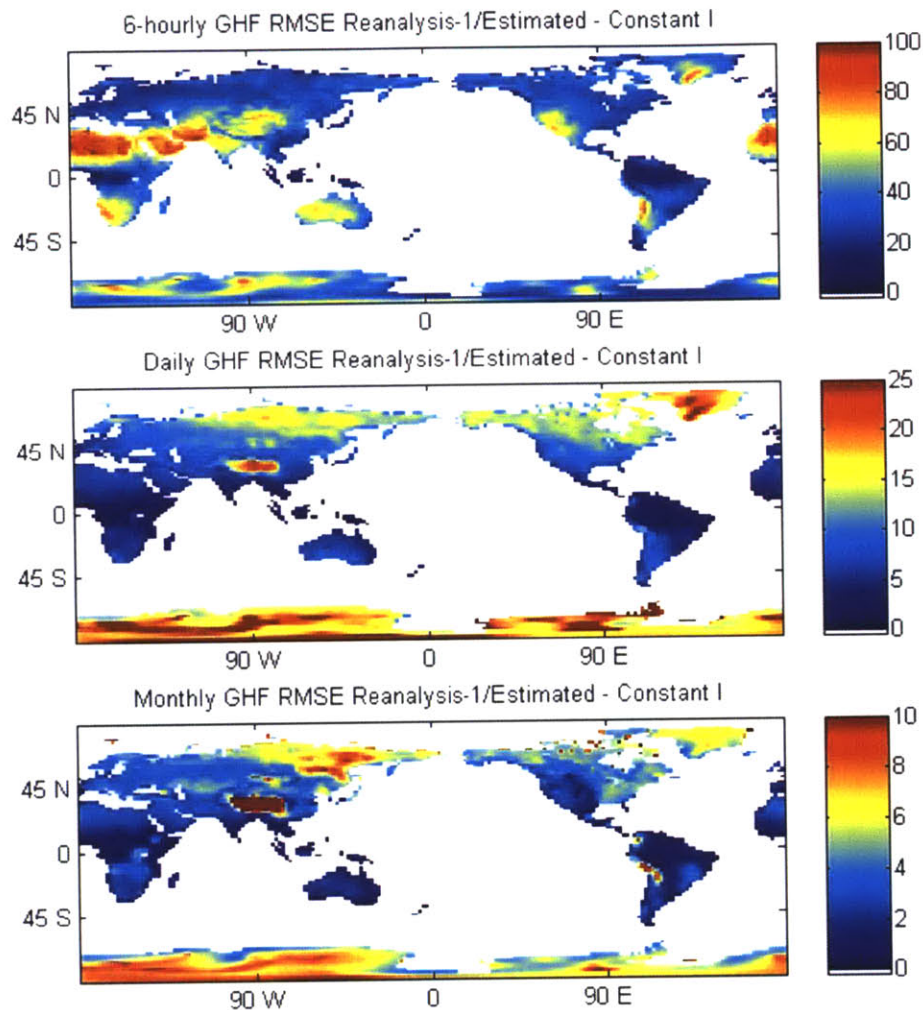 6-hourly GHF RMSE Reanalysis-1/Estimated - Constant I
100
80
60
40
20
0
45 N
0
45 S
90 W
0
90 E
Daily GHF RMSE Reanalysis-1/Estimated - Constant I
25
20
15
10
5
0
45 N
0
45 S
90 W
0
90 E
Monthly GHF RMSE Reanalysis-1/Estimated - Constant I
10
8
6
4
2
0
45 N
0
45 S
90 W
0
90 E